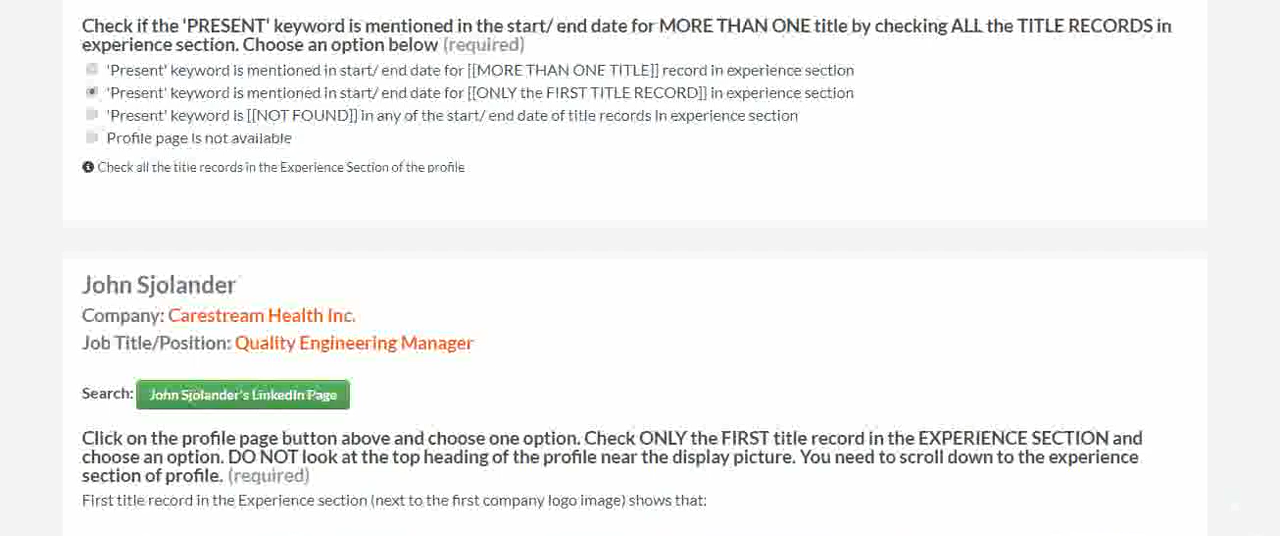 Check if the 'PRESENT' keyword is mentioned in the start/ end date for MORE THAN ONE title by checking ALL the TITLE RECORDS in
experience section. Choose an option below (required)
'Present' keyword is mentioned in start/ end date for [[MORE THAN ONE TITLE]] record in experience section
'Present' keyword is mentioned in start/ end date for [[ONLY the FIRST TITLE RECORD]] in experience section
'Present' keyword is [[NOT FOUND]] in any of the start/ end date of title records in experience section
Profile page is not available
Check all the title records in the Experience Section of the profile
John Sjolander
Company: Carestream Health Inc.
Job Title/Position: Quality Engineering Manager
Search: John Sjolander's LinkedIn Page
Click on the profile page button above and choose one option. Check ONLY the FIRST title record in the EXPERIENCE SECTION and
choose an option. DO NOT look at the top heading of the profile near the display picture. You need to scroll down to the experience
section of profile. (required)
First title record in the Experience section (next to the first company logo image) shows that: